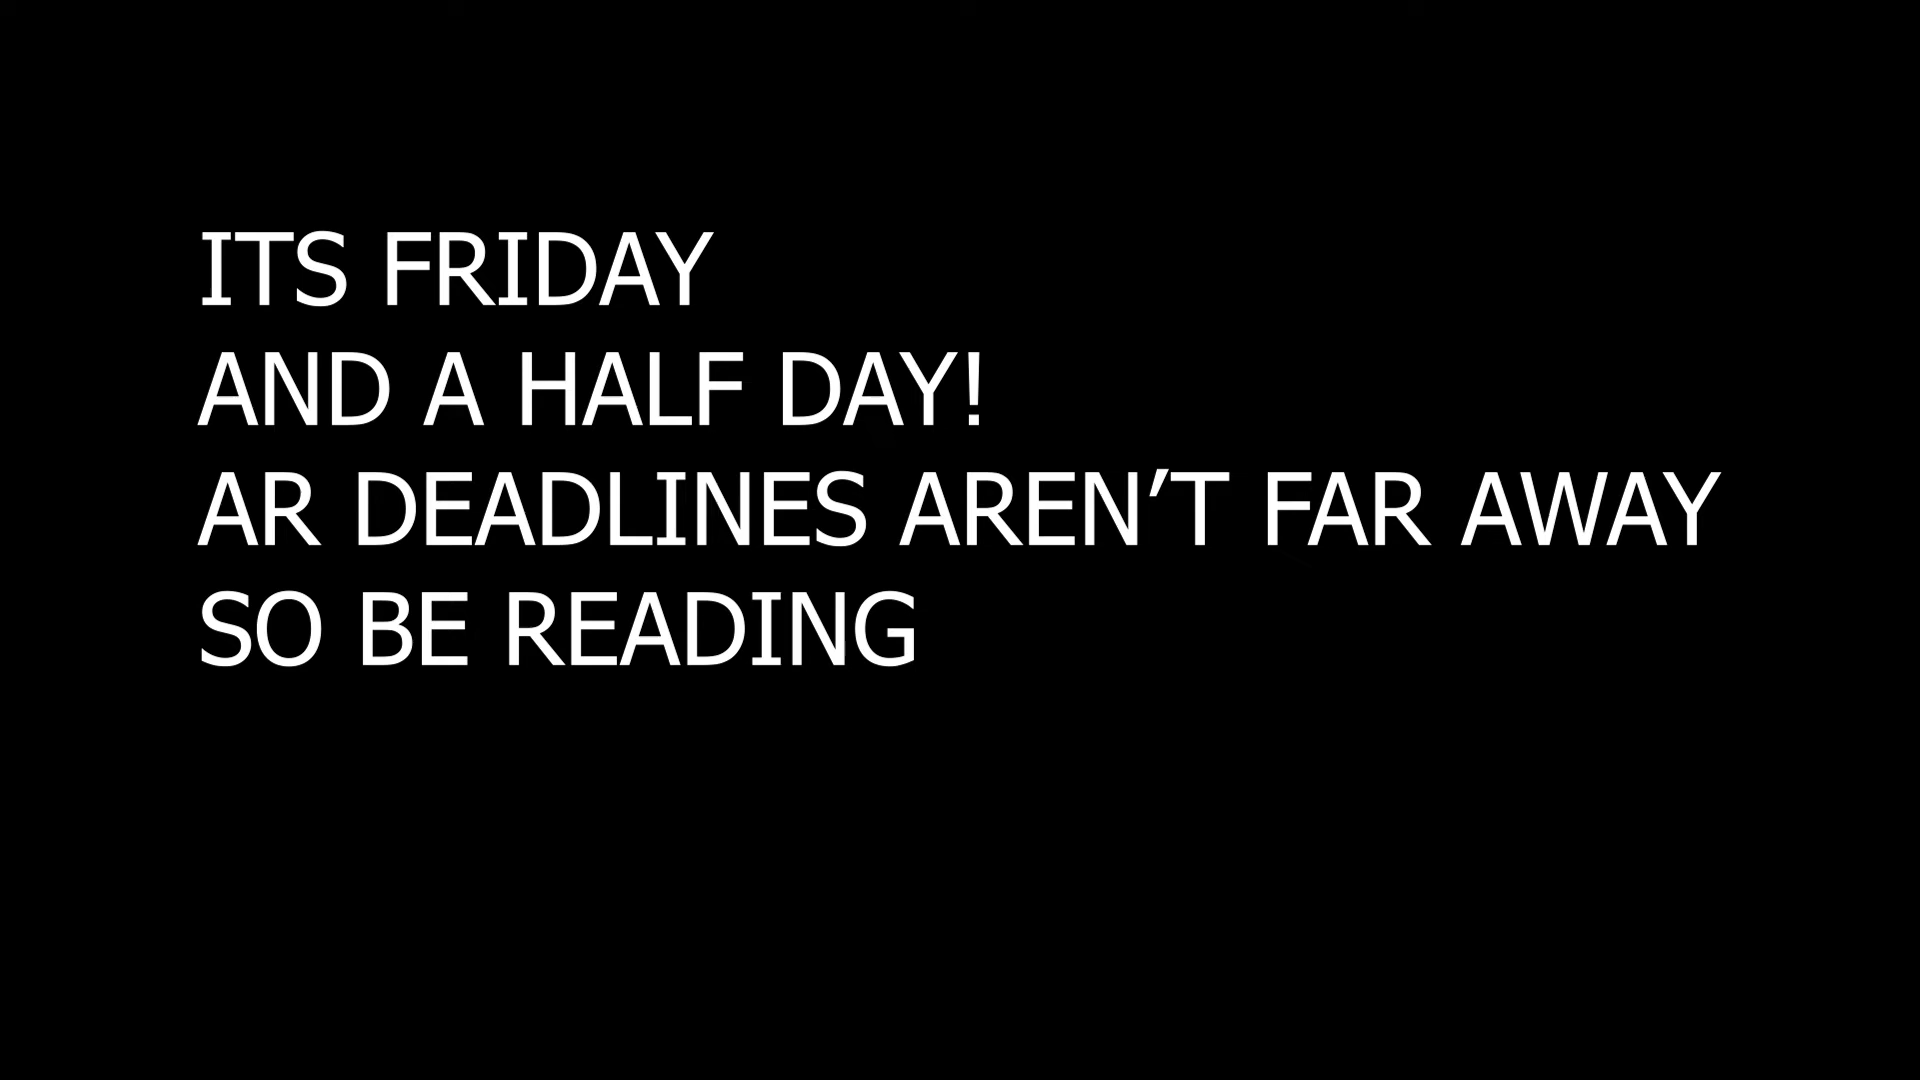 ITS FRIDAY
AND A HALF DAY!
AR DEADLINES AREN’T FAR AWAY
SO BE READING